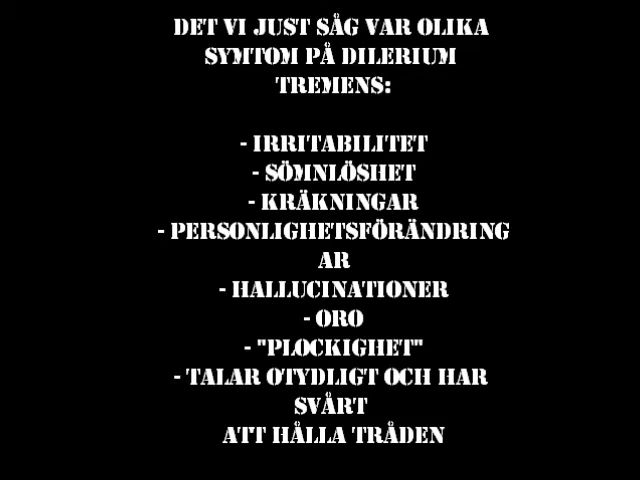 DET VI JUST SÅG VAR OLIKA
SYMTOM PÅ DILERIUM
TREMENS:
- IRRITABILITET
- SÖMNLÖSHET
- KRÄKNINGAR
- PERSONLIGHETSFÖRÄNDRING
AR
- HALLUCINATIONER
- ORO
- "PLOCKIGHET"
- TALAR OTYDLIGT OCH HAR
SVÅRT
ATT HÅLLA TRÅDEN